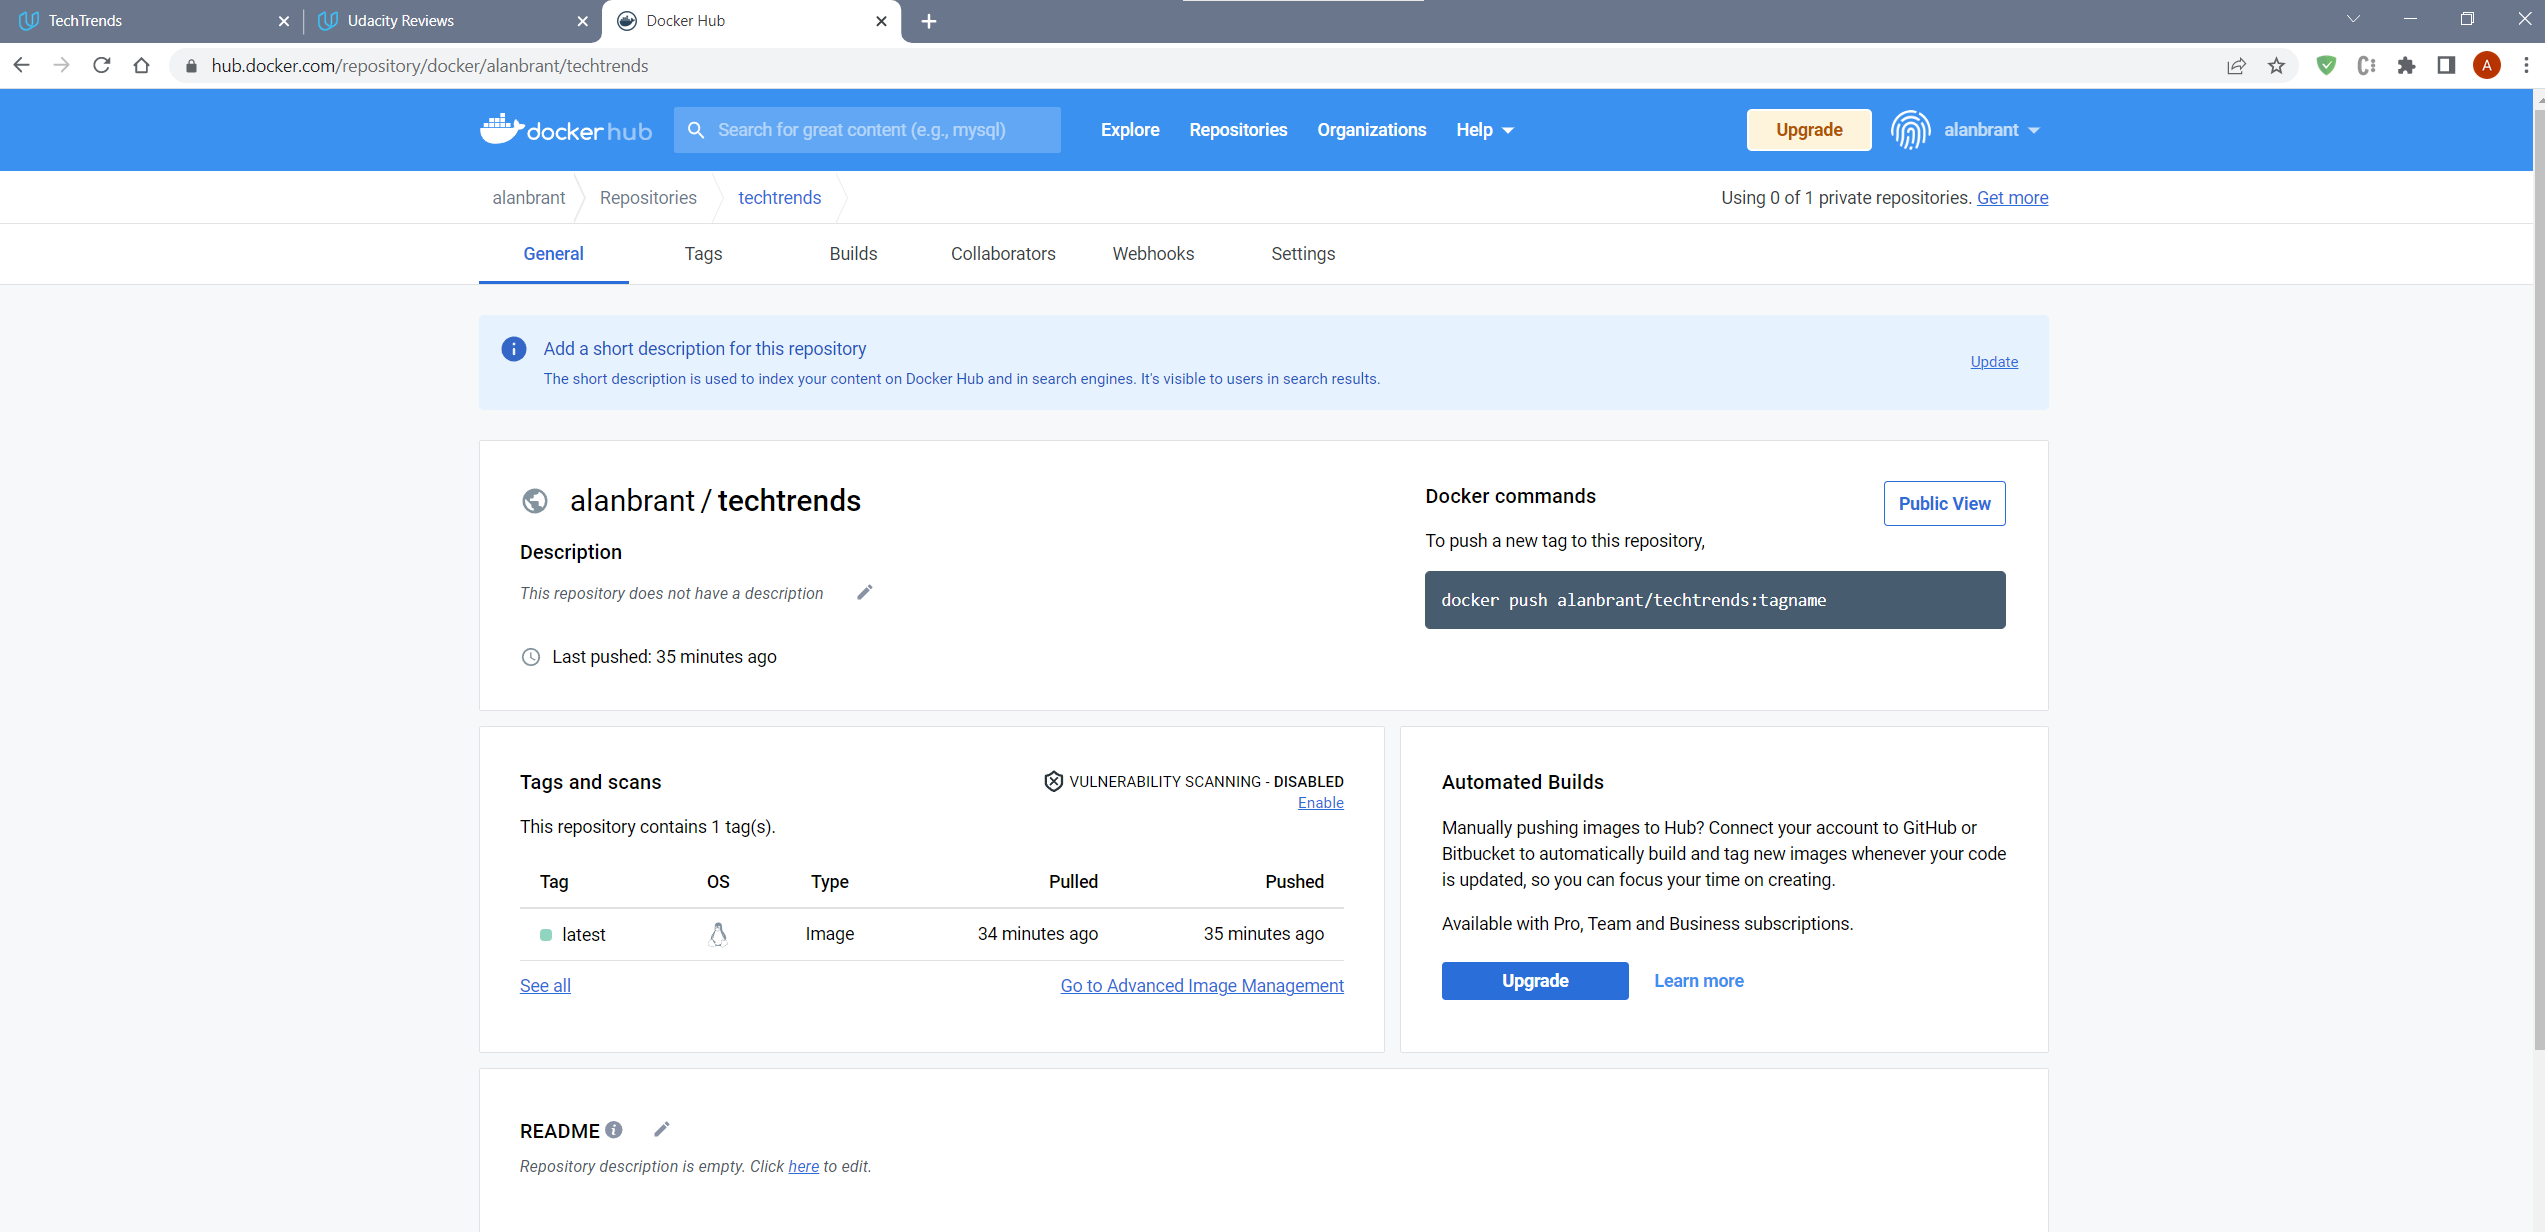 TechTrends
Udacity Reviews
Docker Hub
hub.docker.com/repository/docker/alanbrant/techtrends
A
docker hub
Search for great content (e.g., mysql)
Explore
Repositories
Organizations
Help
Upgrade
alanbrant
alanbrant
Repositories
techtrends
Using 0 of 1 private repositories. Get more
General
Tags
Builds
Collaborators
Webhooks
Settings
Add a short description for this repository
The short description is used to index your content on Docker Hub and in search engines. It's visible to users in search results.
Update
alanbrant / techtrends
Description
This repository does not have a description
Last pushed: 35 minutes ago
Docker commands
Public View
To push a new tag to this repository,
docker push alanbrant/techtrends:tagname
Tags and scans
VULNERABILITY SCANNING - DISABLED
Enable
This repository contains 1 tag(s).
Tag OS Type Pulled Pushed
latest Image 34 minutes ago 35 minutes ago
See all
Go to Advanced Image Management
Automated Builds
Manually pushing images to Hub? Connect your account to GitHub or
Bitbucket to automatically build and tag new images whenever your code
is updated, so you can focus your time on creating.
Available with Pro, Team and Business subscriptions.
Upgrade
Learn more
README
Repository description is empty. Click here to edit.